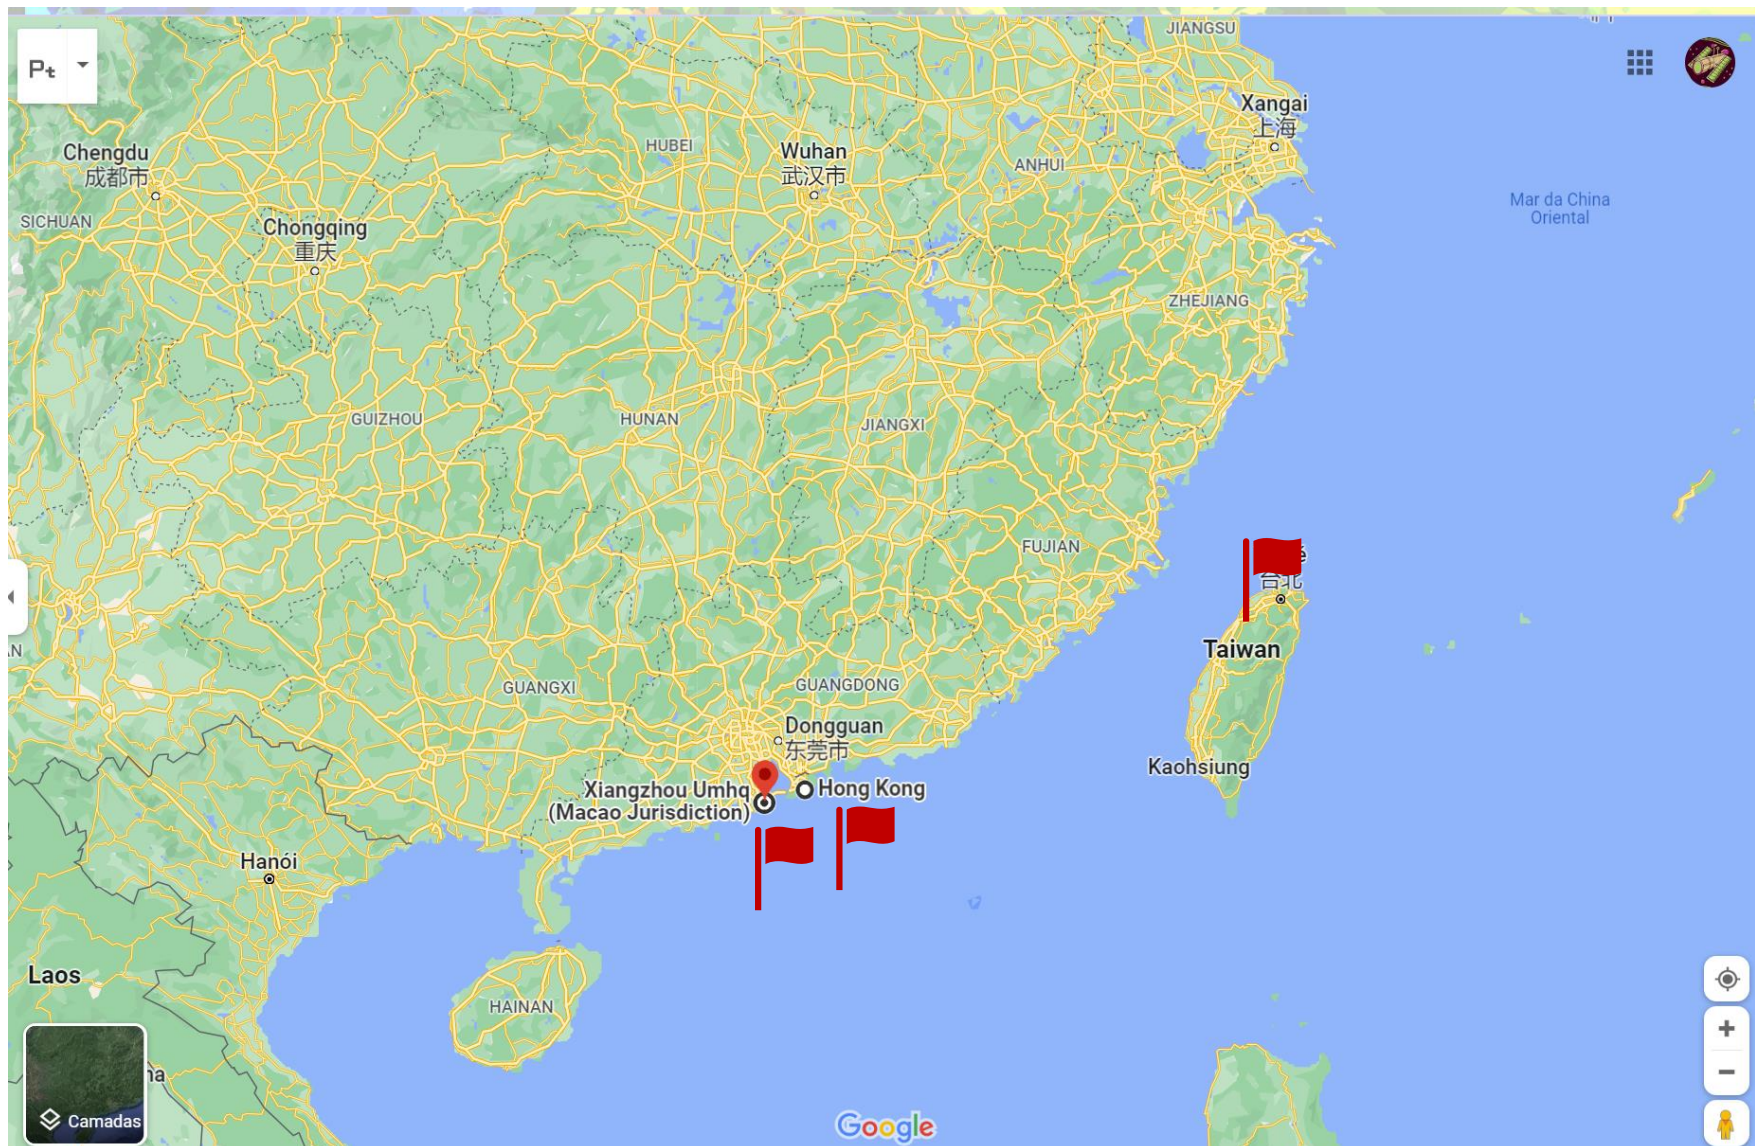 JIANGSU
Xangai
上海
Chengdu
成都市
HUBEI
Wuhan
武汉市
ANHUI
SICHUAN
Chongqing
重庆
Mar da China
Oriental
ZHEJIANG
GUIZHOU
HUNAN
JIANGXI
FUJIAN
台北
Taiwan
GUANGXI
GUANGDONG
Dongguan
东莞市
Kaohsiung
Xiangzhou Umhq
(Macao Jurisdiction)
Hong Kong
Hanói
Laos
HAINAN
Camadas
Google